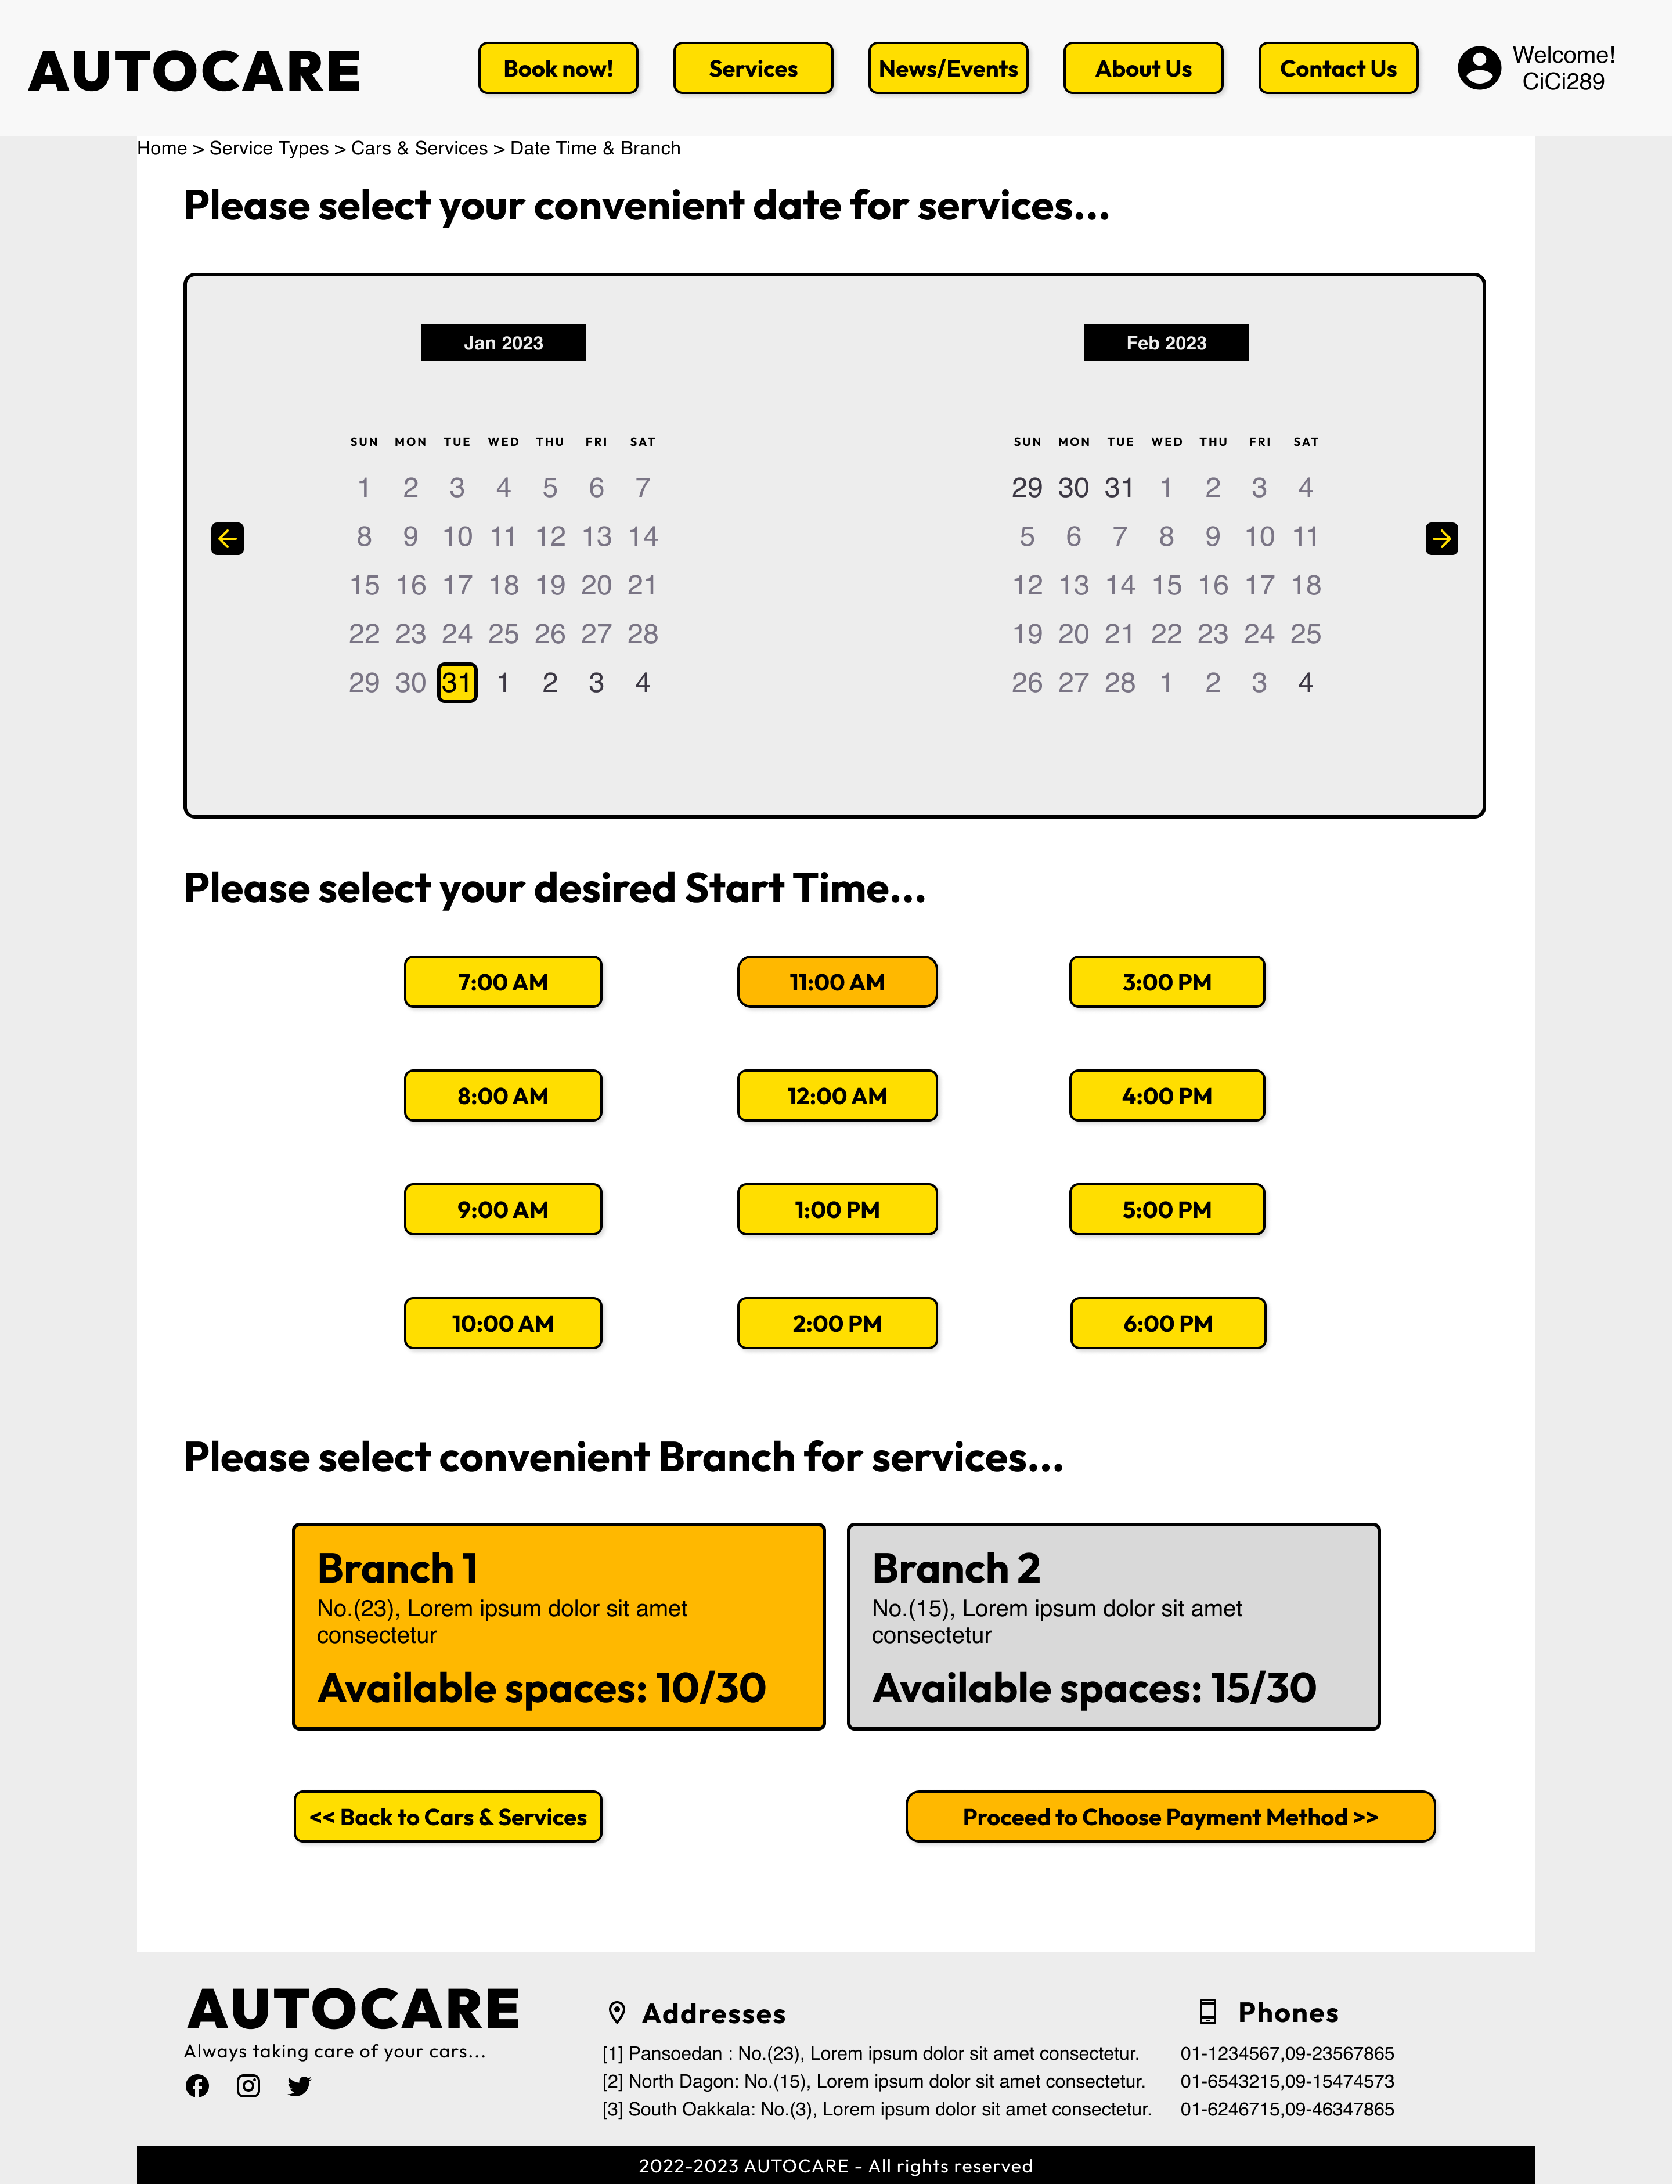 AUTOCARE
Book now!
Services
News/Events
About Us
Contact Us
Welcome!
CiCi289
Home > Service Types > Cars & Services > Date Time & Branch
Please select your convenient date for services...
Jan 2023
SUN MON TUE WED THU FRI SAT
1 2 3 4 5 6 7
8 9 10 11 12 13 14
15 16 17 18 19 20 21
22 23 24 25 26 27 28
29 30 31 1 2 3 4
Feb 2023
SUN MON TUE WED THU FRI SAT
29 30 31 1 2 3 4
5 6 7 8 9 10 11
12 13 14 15 16 17 18
19 20 21 22 23 24 25
26 27 28 1 2 3 4
Please select your desired Start Time...
7:00 AM
11:00 AM
3:00 PM
8:00 AM
12:00 AM
4:00 PM
9:00 AM
1:00 PM
5:00 PM
10:00 AM
2:00 PM
6:00 PM
Please select convenient Branch for services...
Branch 1
No.(23), Lorem ipsum dolor sit amet
consectetur
Available spaces: 10/30
Branch 2
No.(15), Lorem ipsum dolor sit amet
consectetur
Available spaces: 15/30
<< Back to Cars & Services
Proceed to Choose Payment Method >>
AUTOCARE
Always taking care of your cars...
Addresses
[1] Pansoedan : No.(23), Lorem ipsum dolor sit amet consectetur.
[2] North Dagon: No.(15), Lorem ipsum dolor sit amet consectetur.
[3] South Oakkala: No.(3), Lorem ipsum dolor sit amet consectetur.
Phones
01-1234567,09-23567865
01-6543215,09-15474573
01-6246715,09-46347865
2022-2023 AUTOCARE - All rights reserved